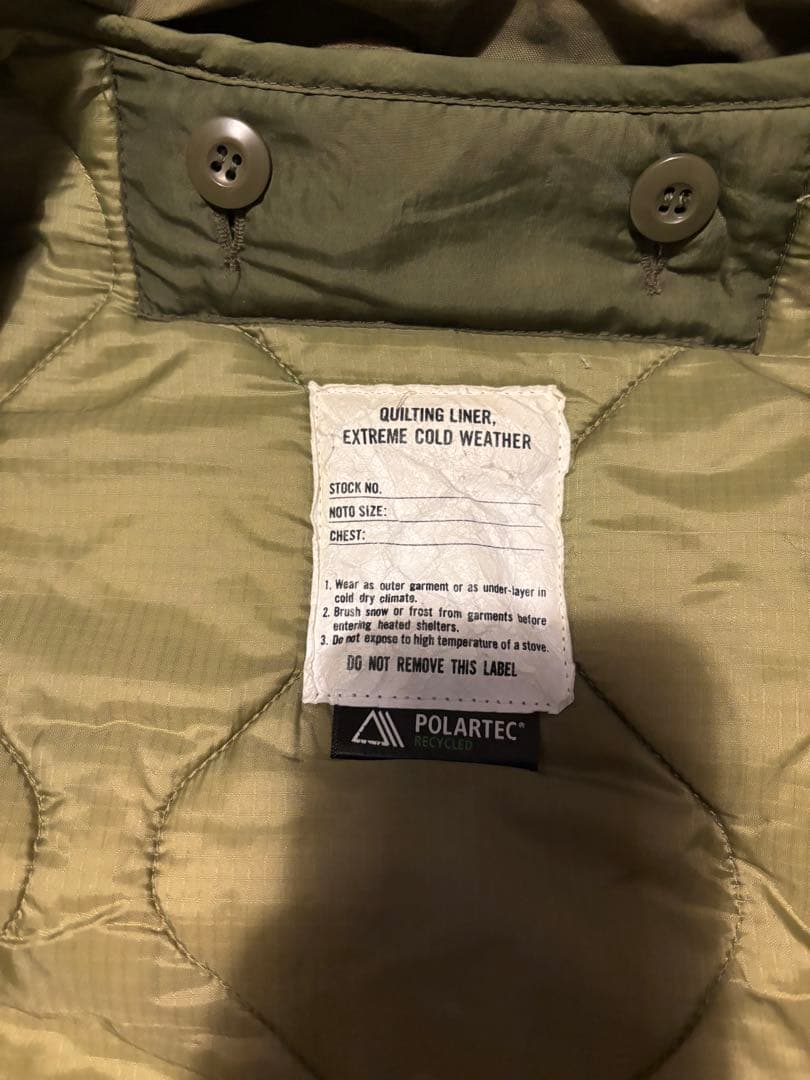 QUILTING LINER,
EXTREME COLD WEATHER
STOCK NO.
NOTO SIZE:
CHEST:
1. Wear as outer garment or as under-layer in
cold dry climate.
2. Brush snow or frost from garments before
entering heated shelters.
3. Do not expose to high temperature of a stove.
DO NOT REMOVE THIS LABEL
POLARTEC®
RECYCLED